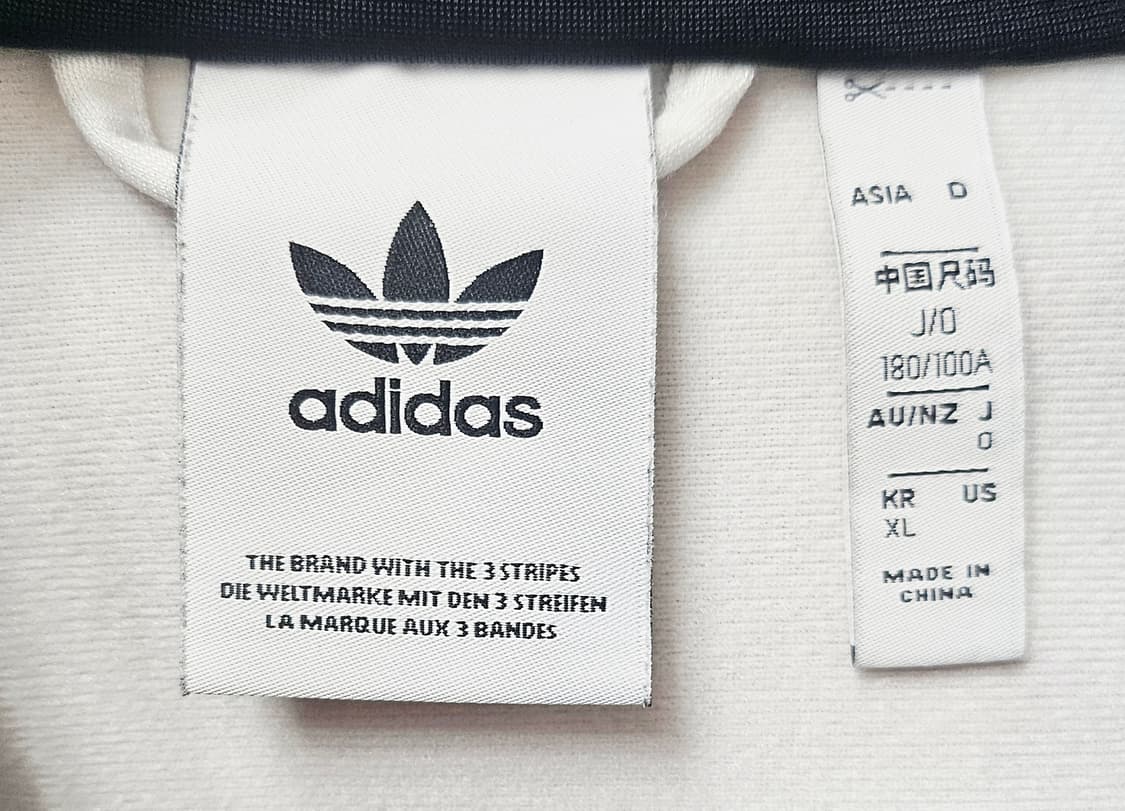 adidas
THE BRAND WITH THE 3 STRIPES
DIE WELTMARKE MIT DEN 3 STREIFEN
LA MARQUE AUX 3 BANDES
ASIA D
中国尺码
J/O
180/100A
AU/NZ J
O
KR US
XL
MADE IN
CHINA